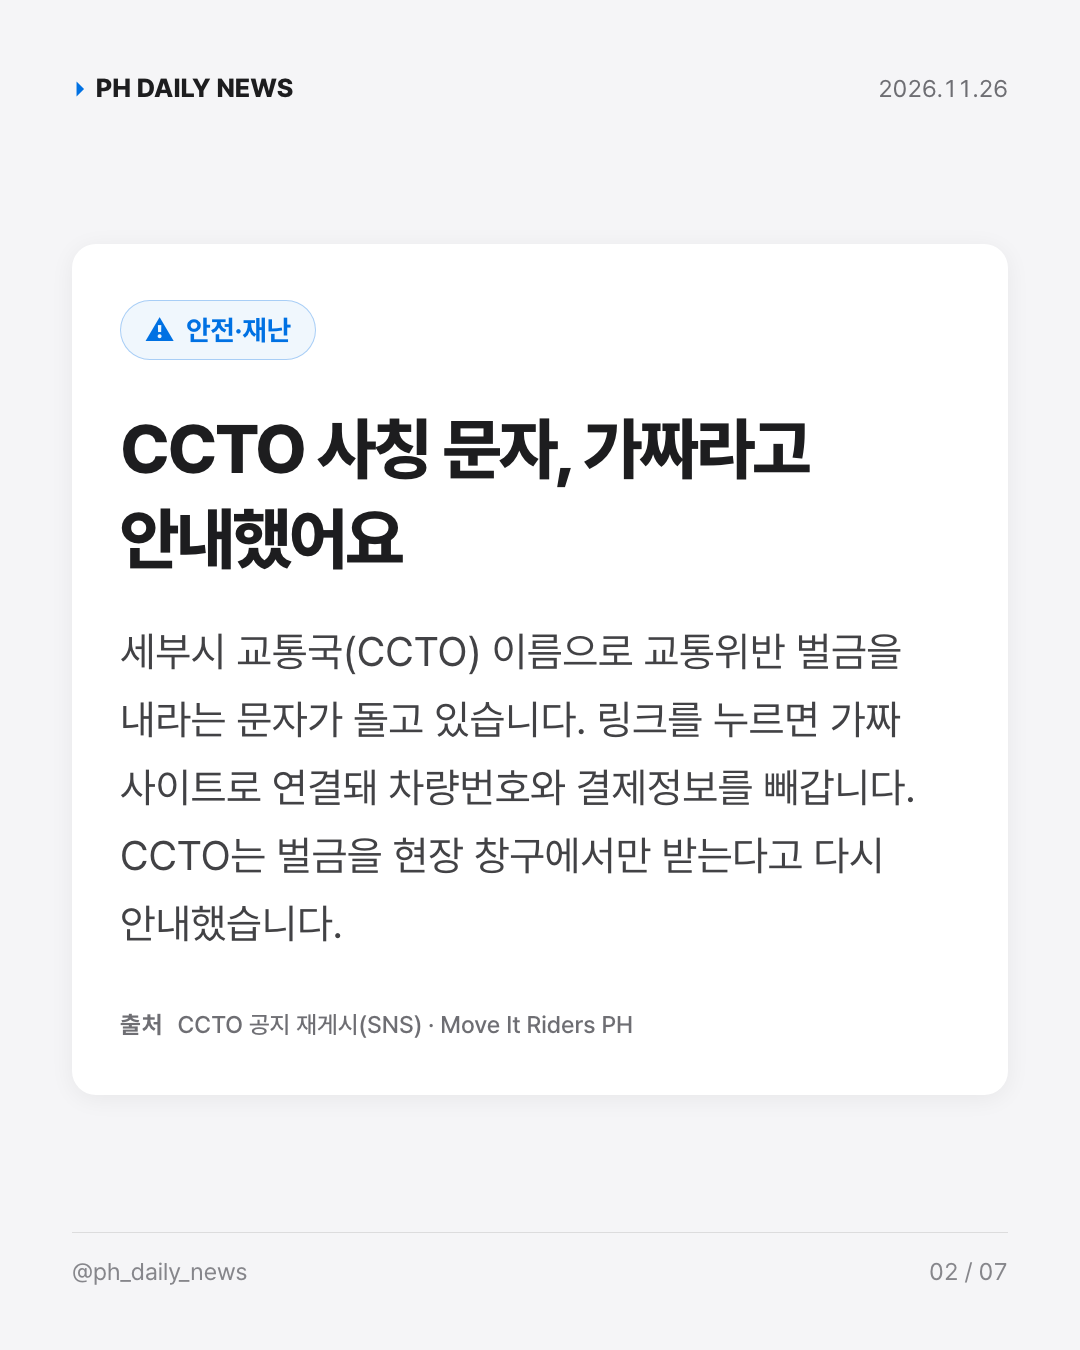 PH DAILY NEWS
2026.11.26
안전·재난
CCTO 사칭 문자, 가짜라고
안내했어요
세부시 교통국(CCTO) 이름으로 교통위반 벌금을
내라는 문자가 돌고 있습니다. 링크를 누르면 가짜
사이트로 연결돼 차량번호와 결제정보를 빼갑니다.
CCTO는 벌금을 현장 창구에서만 받는다고 다시
안내했습니다.
출처 CCTO 공지 재게시(SNS) · Move It Riders PH
@ph_daily_news
02 / 07